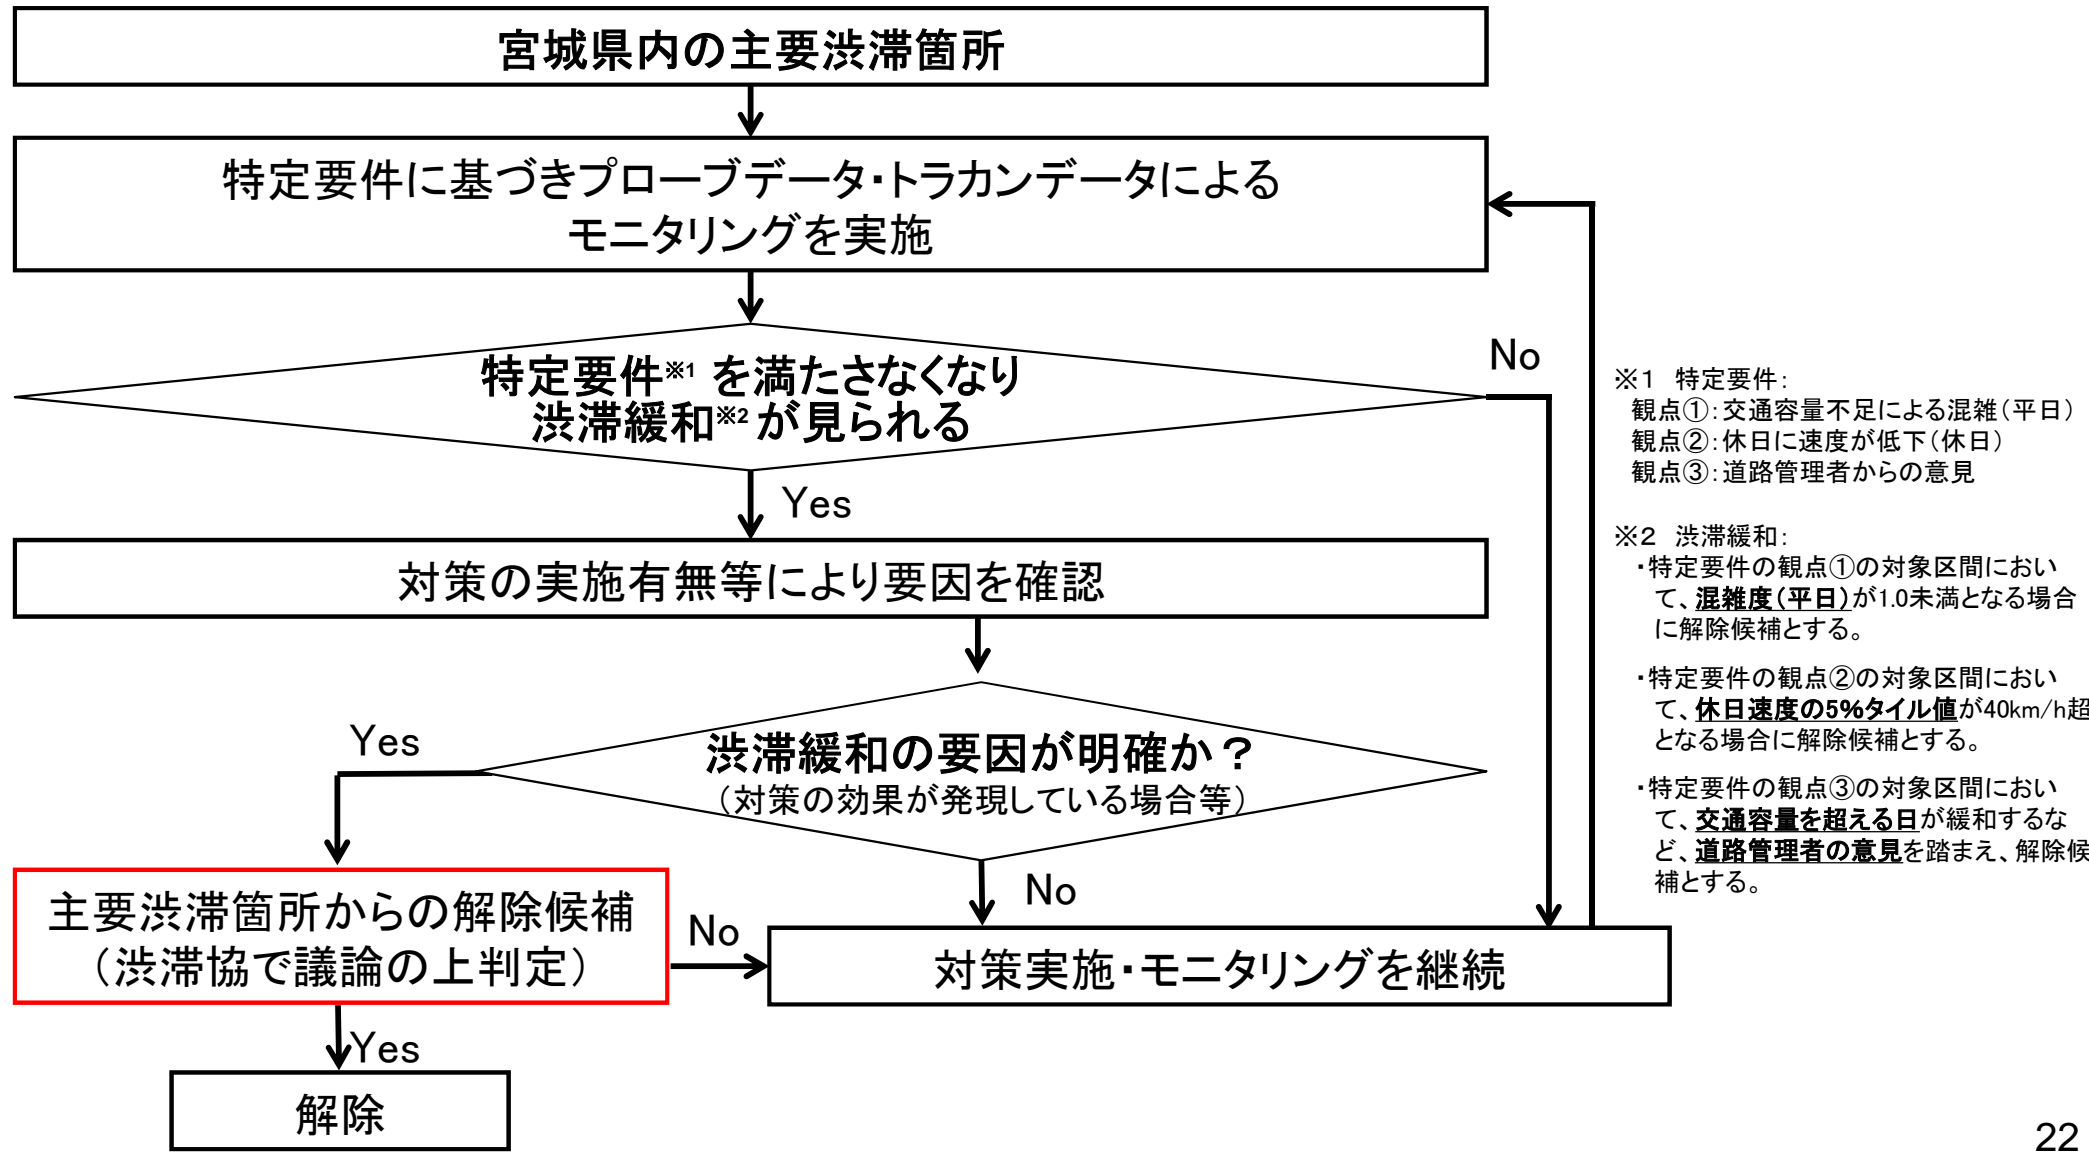 宮城県内の主要渋滞箇所
特定要件に基づきプローブデータ・トラカンデータによる
モニタリングを実施
特定要件※1 を満たさなくなり
渋滞緩和※2 が見られる
No
Yes
対策の実施有無等により要因を確認
渋滞緩和の要因が明確か？
（対策の効果が発現している場合等）
Yes
No
主要渋滞箇所からの解除候補
（渋滞協で議論の上判定）
No
対策実施・モニタリングを継続
Yes
解除
※1 特定要件：
観点①：交通容量不足による混雑（平日）
観点②：休日に速度が低下（休日）
観点③：道路管理者からの意見
※2 渋滞緩和：
・特定要件の観点①の対象区間におい
て、混雑度（平日）が1.0未満となる場合
に解除候補とする。
・特定要件の観点②の対象区間におい
て、休日速度の5%タイル値が40km/h超
となる場合に解除候補とする。
・特定要件の観点③の対象区間におい
て、交通容量を超える日が緩和するな
ど、道路管理者の意見を踏まえ、解除候
補とする。
22